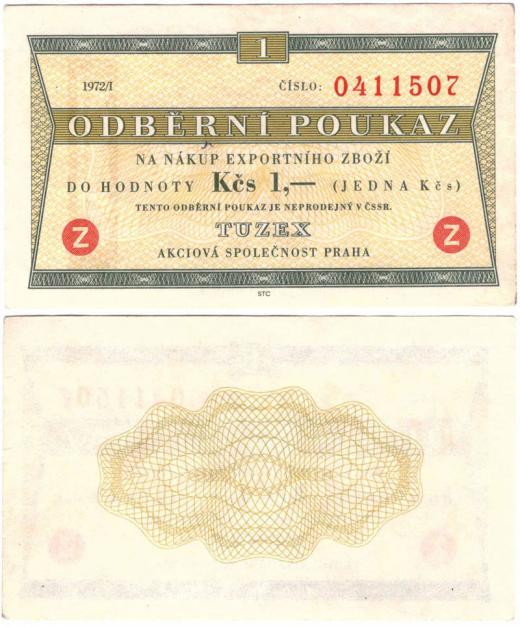 1
1972/I ČÍSLO: 0411507
ODBĚRNÍ POUKAZ
NA NÁKUP EXPORTNÍHO ZBOŽÍ
DO HODNOTY Kčs 1,— (JEDNA Kčs)
TENTO ODBĚRNÍ POUKAZ JE NEPRODEJNÝ V ČSSR.
Z TUZEX Z
AKCIOVÁ SPOLEČNOST PRAHA
STC